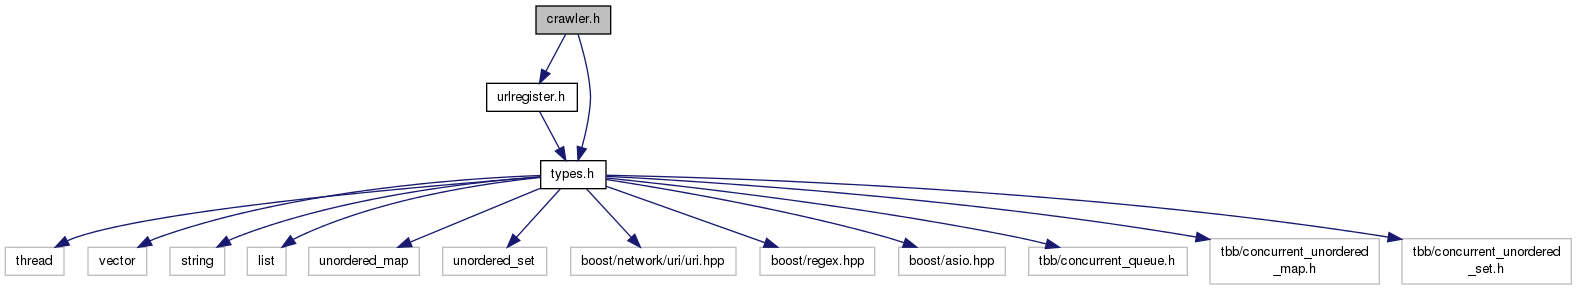 crawler.h
urlregister.h
types.h
thread
vector
string
list
unordered_map
unordered_set
boost/network/uri/uri.hpp
boost/regex.hpp
boost/asio.hpp
tbb/concurrent_queue.h
tbb/concurrent_unordered
_map.h
tbb/concurrent_unordered
_set.h